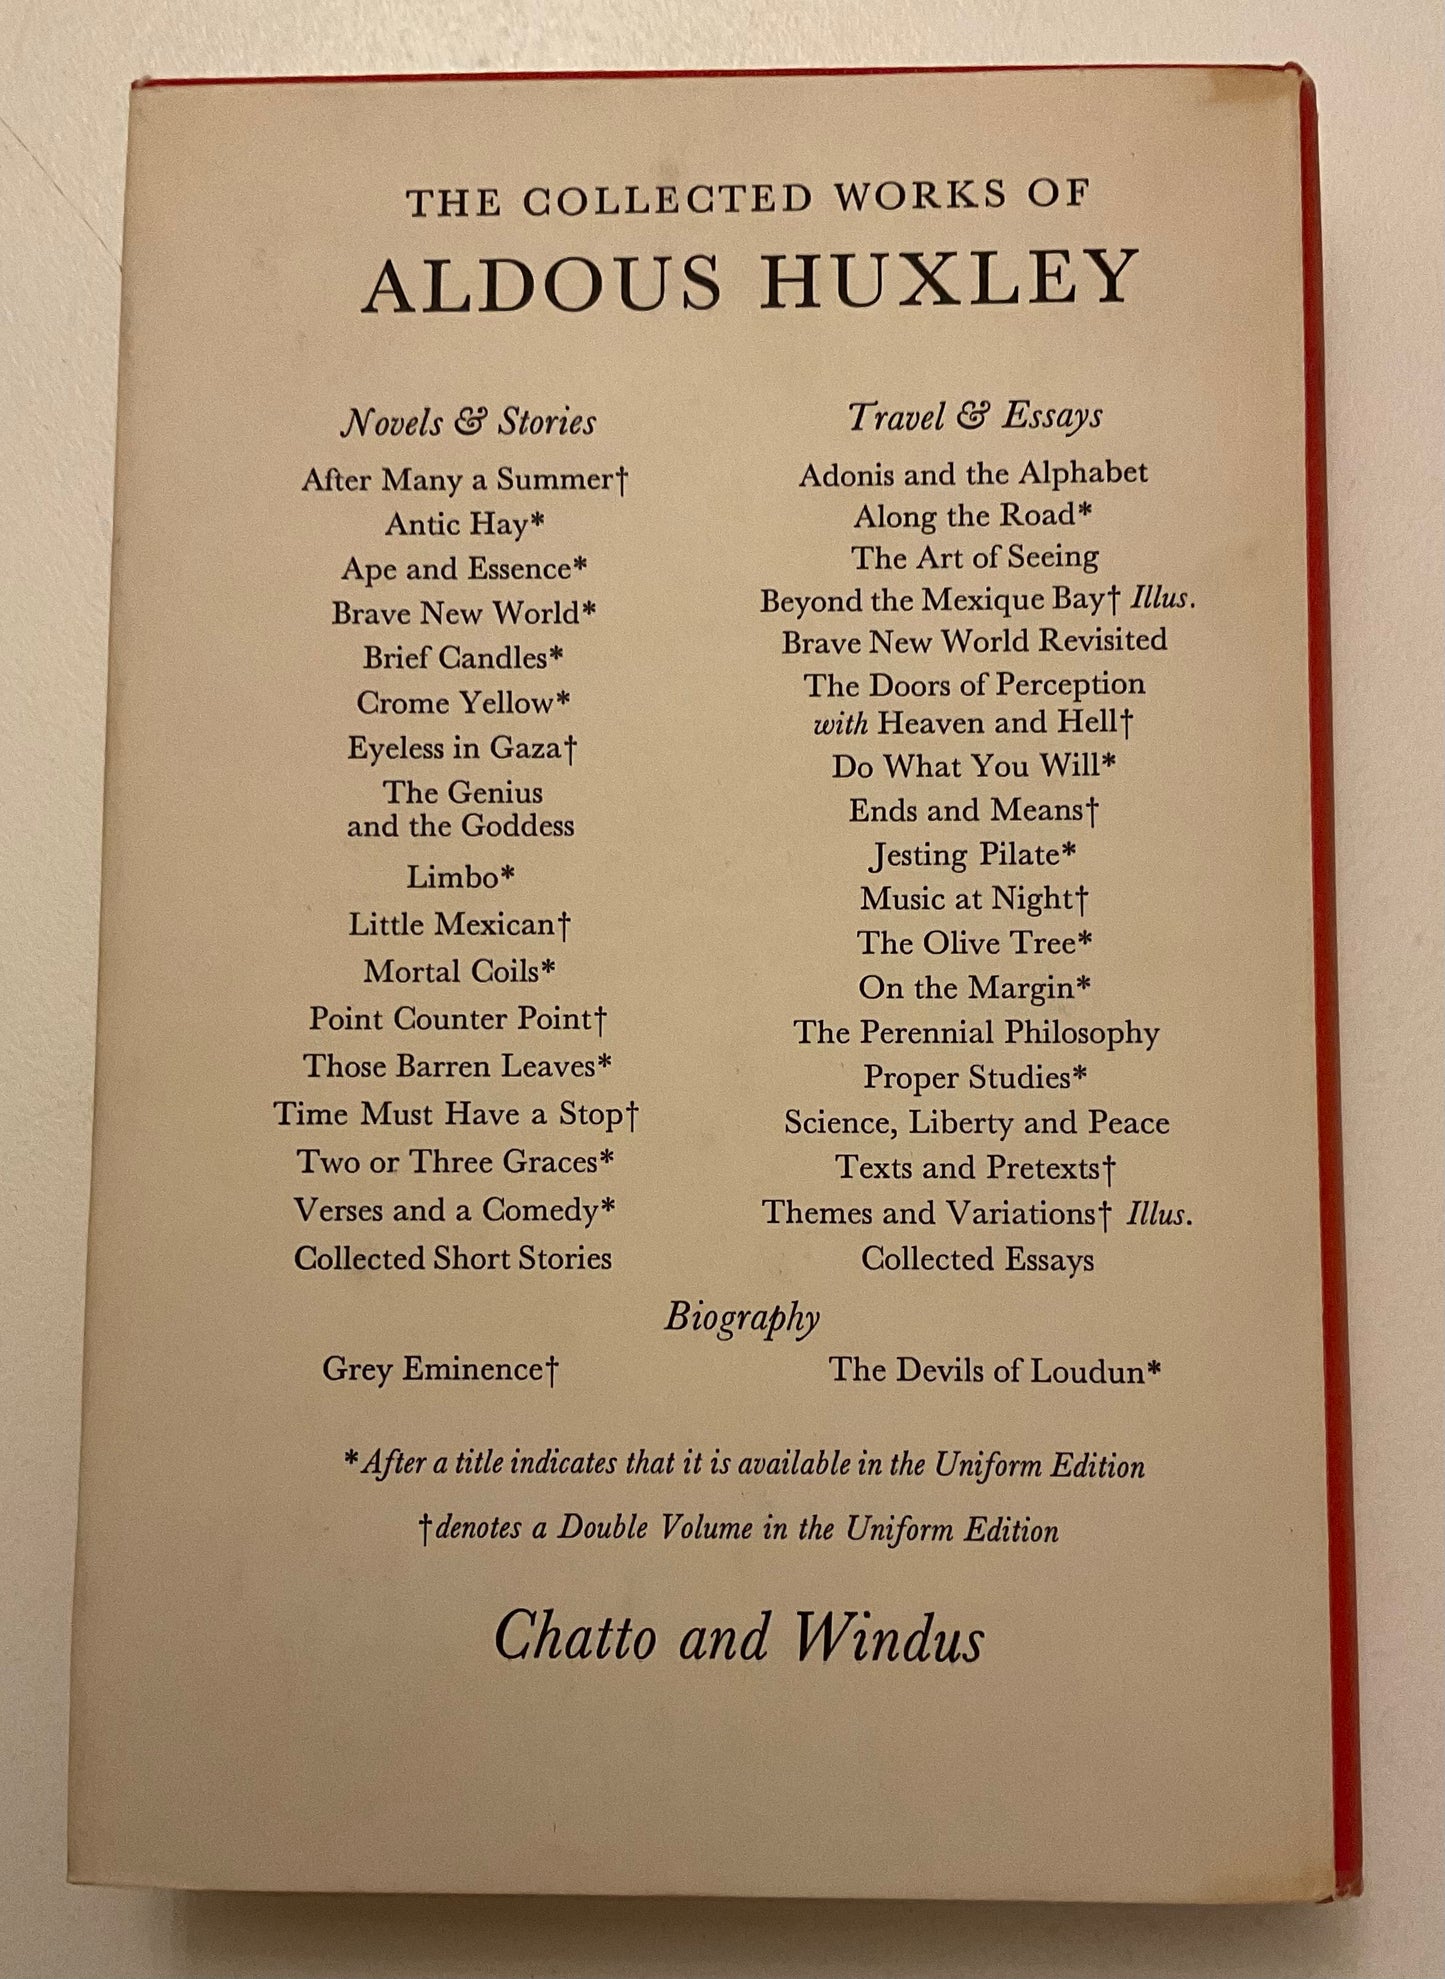 THE COLLECTED WORKS OF
ALDOUS HUXLEY
Novels & Stories
After Many a Summer†
Antic Hay*
Ape and Essence*
Brave New World*
Brief Candles*
Crome Yellow*
Eyeless in Gaza†
The Genius
and the Goddess
Limbo*
Little Mexican†
Mortal Coils*
Point Counter Point†
Those Barren Leaves*
Time Must Have a Stop†
Two or Three Graces*
Verses and a Comedy*
Collected Short Stories
Travel & Essays
Adonis and the Alphabet
Along the Road*
The Art of Seeing
Beyond the Mexique Bay† Illus.
Brave New World Revisited
The Doors of Perception
with Heaven and Hell†
Do What You Will*
Ends and Means†
Jesting Pilate*
Music at Night†
The Olive Tree*
On the Margin*
The Perennial Philosophy
Proper Studies*
Science, Liberty and Peace
Texts and Pretexts†
Themes and Variations† Illus.
Collected Essays
Biography
Grey Eminence†
The Devils of Loudun*
*After a title indicates that it is available in the Uniform Edition
†denotes a Double Volume in the Uniform Edition
Chatto and Windus